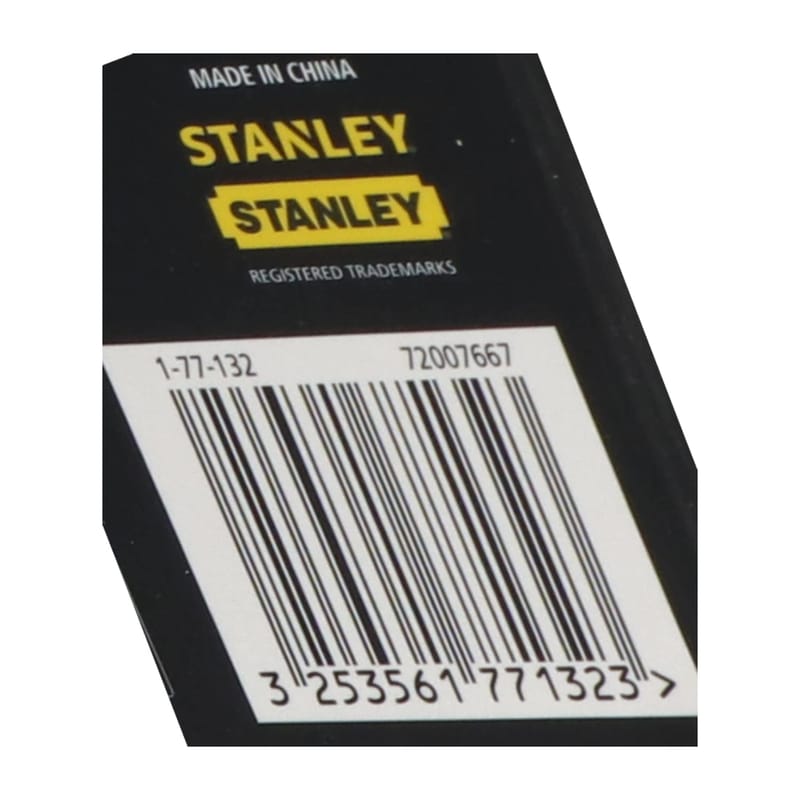 MADE IN CHINA
STANLEY
STANLEY
REGISTERED TRADEMARKS
1-77-132 72007667
3 253561 771323 >